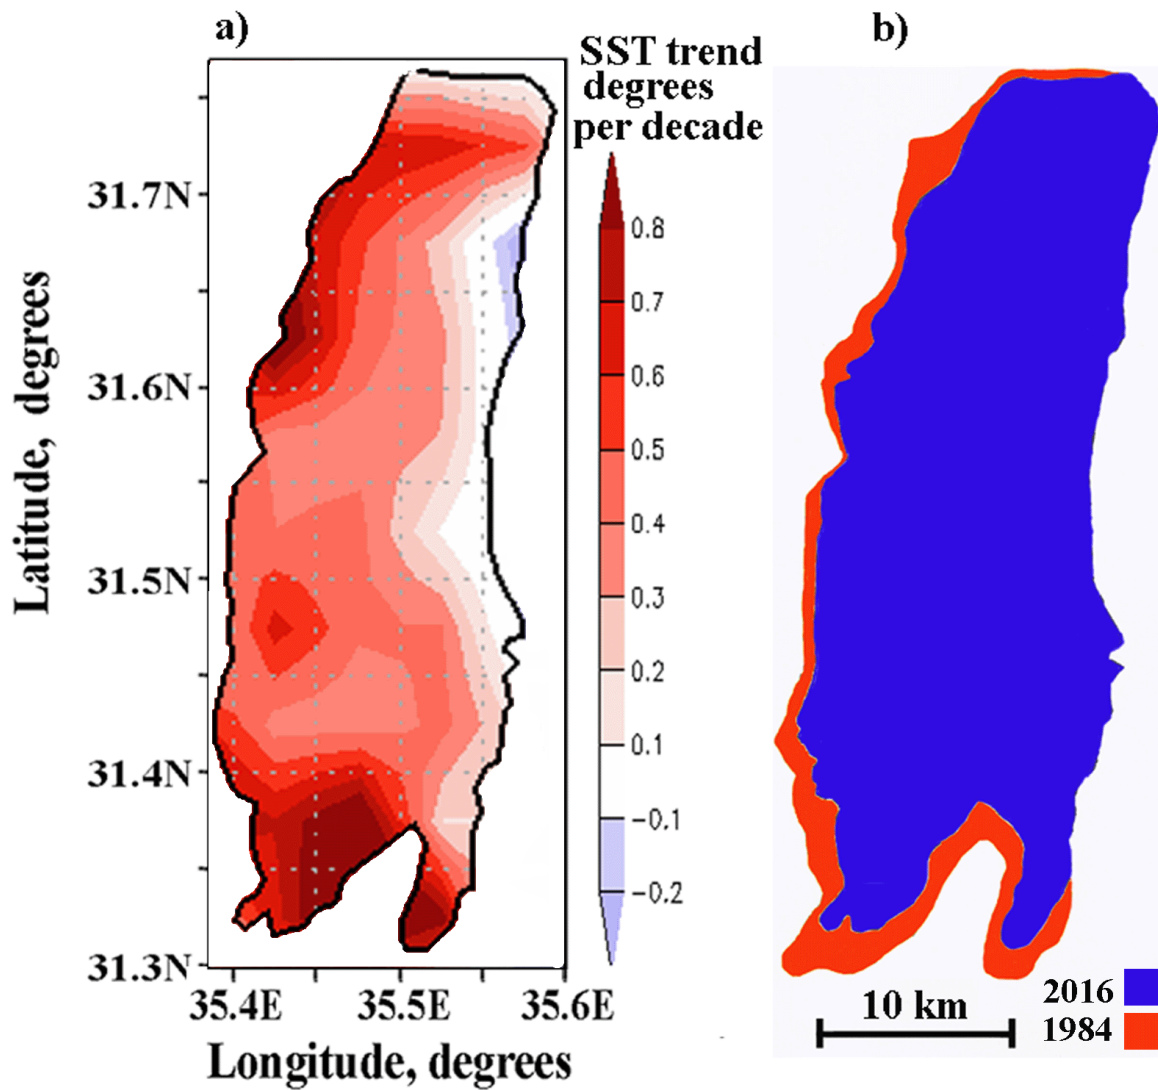 a)
SST trend
degrees
per decade
b)
31.7N
31.6N
31.5N
31.4N
31.3N
Latitude, degrees
35.4E
35.5E
35.6E
Longitude, degrees
0.8
0.7
0.6
0.5
0.4
0.3
0.2
0.1
−0.1
−0.2
2016
1984
10 km